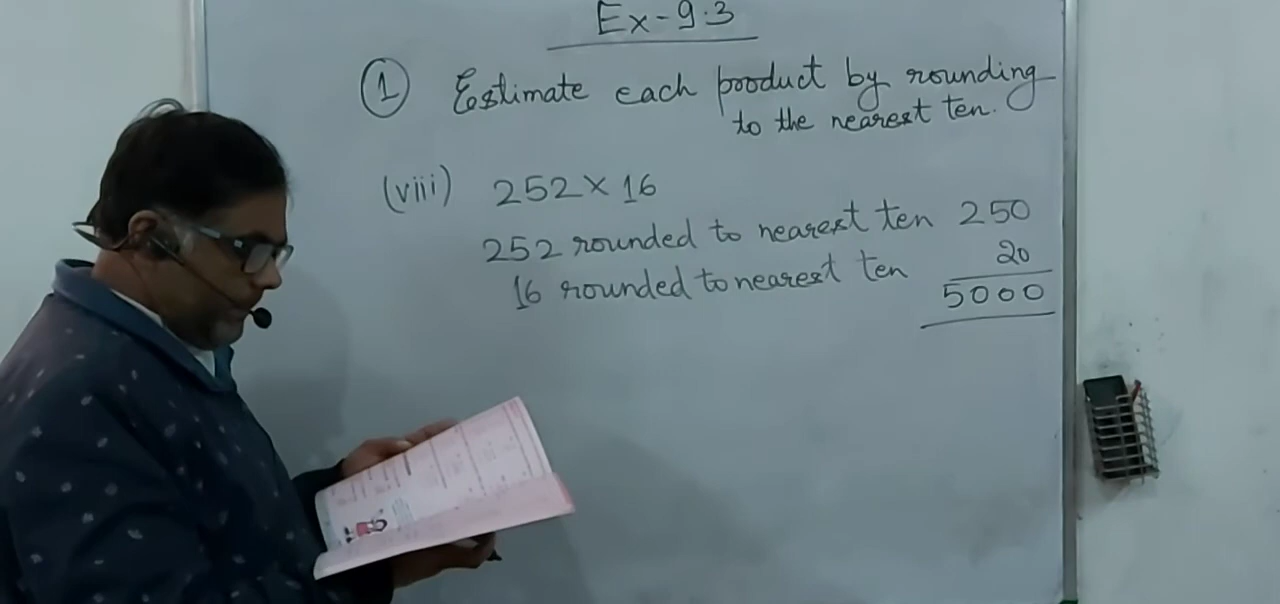 Ex-9.3
1 Estimate each product by rounding
to the nearest ten.
(viii) 252 × 16
252 rounded to nearest ten 250
16 rounded to nearest ten 20
5000